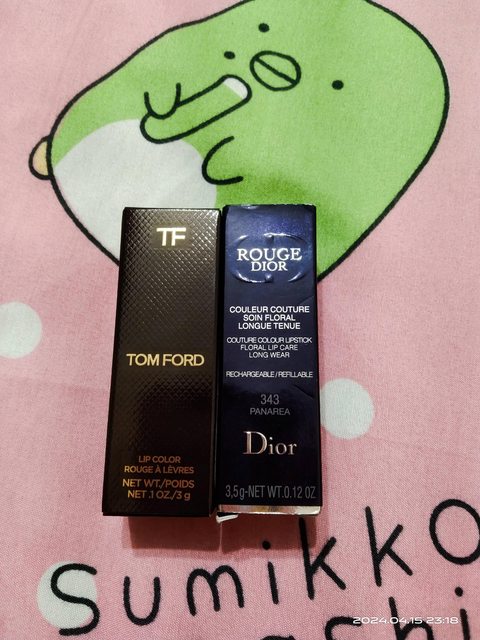 TF
TOM FORD
LIP COLOR
ROUGE À LÈVRES
NET WT./POIDS
NET .1 OZ./3 g
ROUGE
DIOR
COULEUR COUTURE
SOIN FLORAL
LONGUE TENUE
COUTURE COLOUR LIPSTICK
FLORAL LIP CARE
LONG WEAR
RECHARGEABLE/REFILLABLE
343
PANAREA
Dior
3,5g-NET WT.0.12 OZ
Sumikko
2024.04.15 23:18